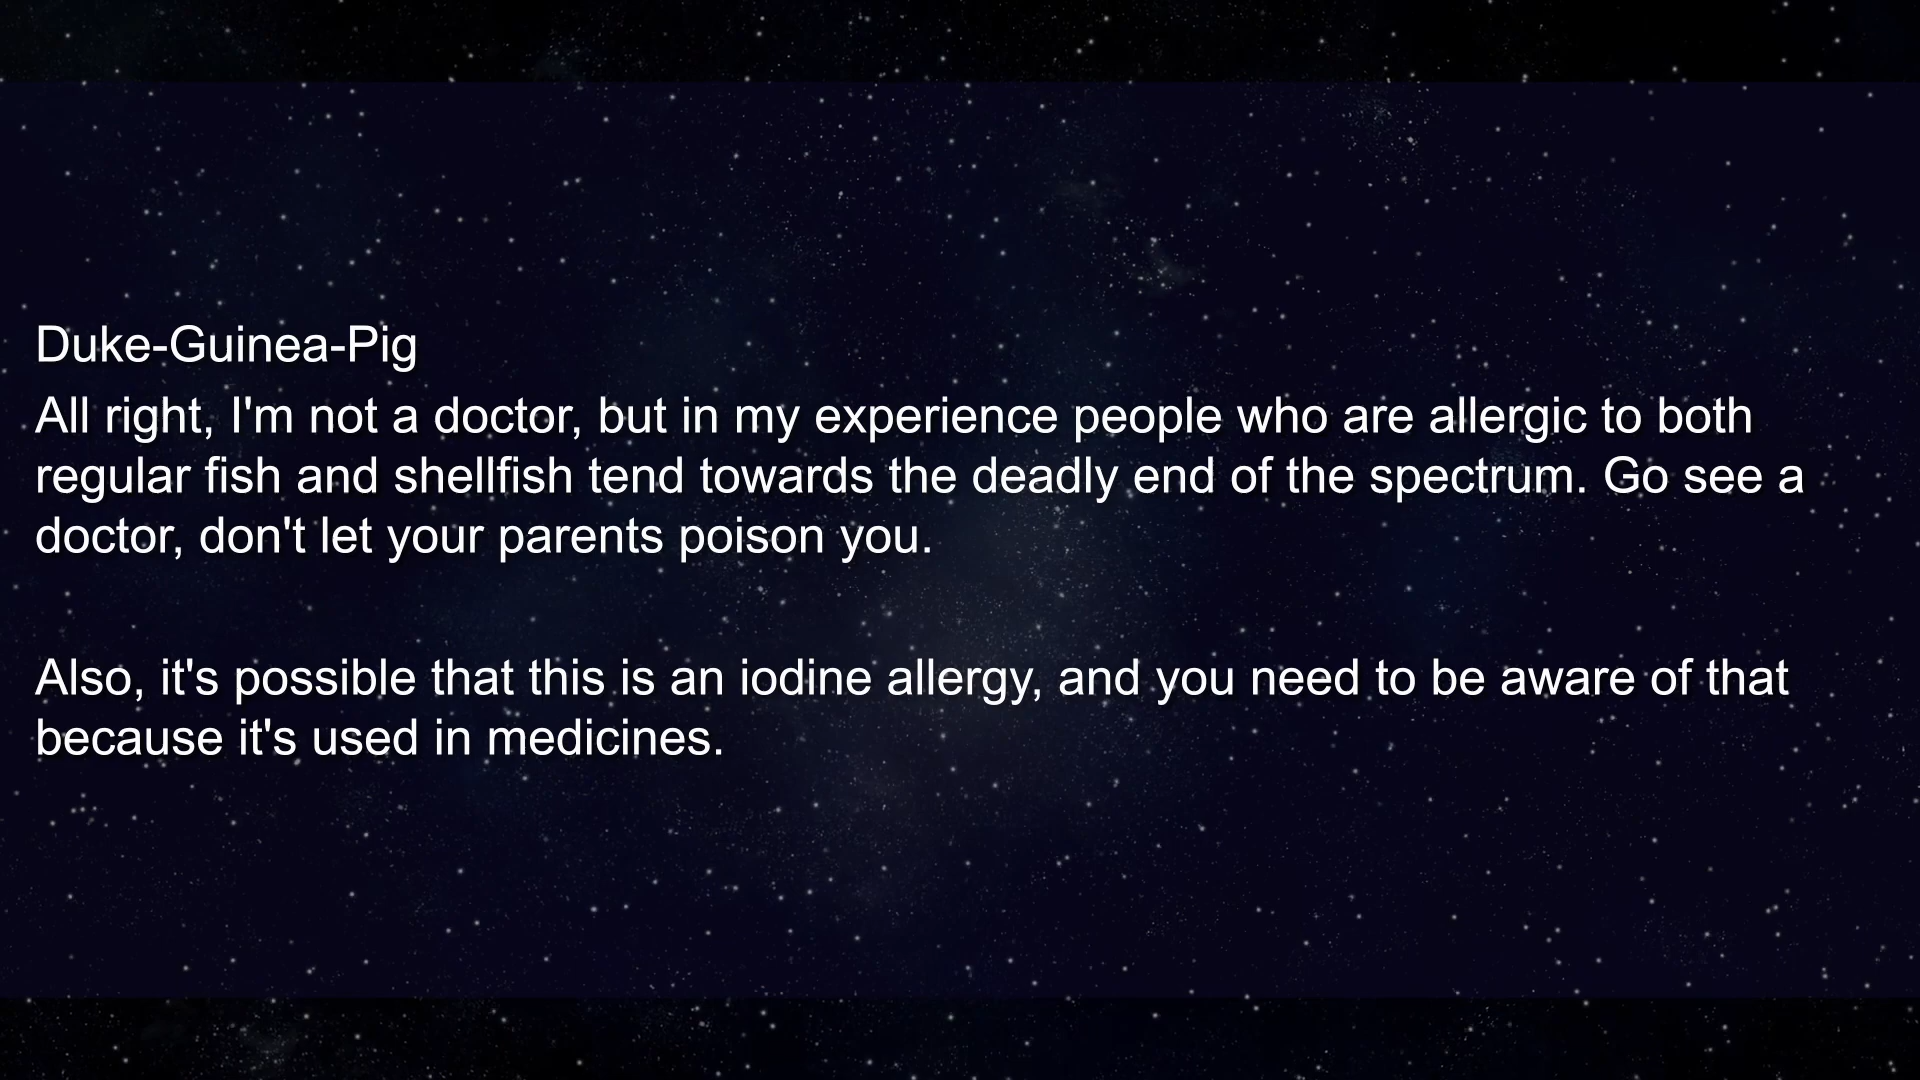 Duke-Guinea-Pig
All right, I'm not a doctor, but in my experience people who are allergic to both
regular fish and shellfish tend towards the deadly end of the spectrum. Go see a
doctor, don't let your parents poison you.
Also, it's possible that this is an iodine allergy, and you need to be aware of that
because it's used in medicines.